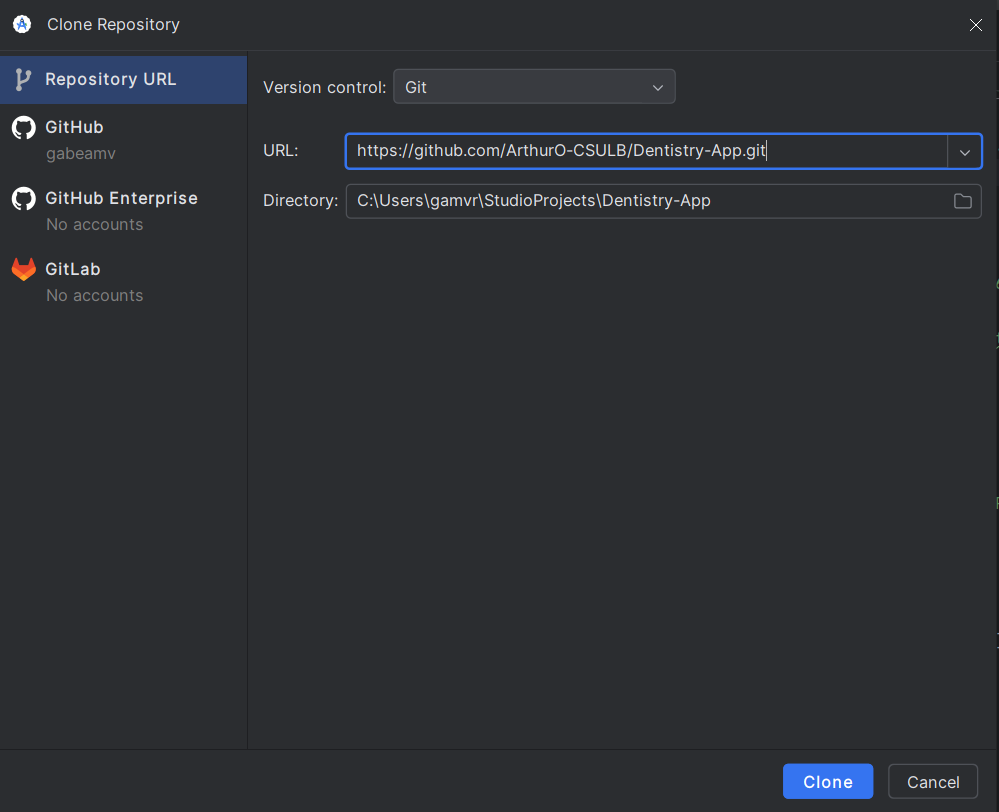 Clone Repository
Repository URL
GitHub
gabeamv
GitHub Enterprise
No accounts
GitLab
No accounts
Version control: Git
URL: https://github.com/ArthurO-CSULB/Dentistry-App.git
Directory: C:\Users\gamvr\StudioProjects\Dentistry-App
Clone Cancel